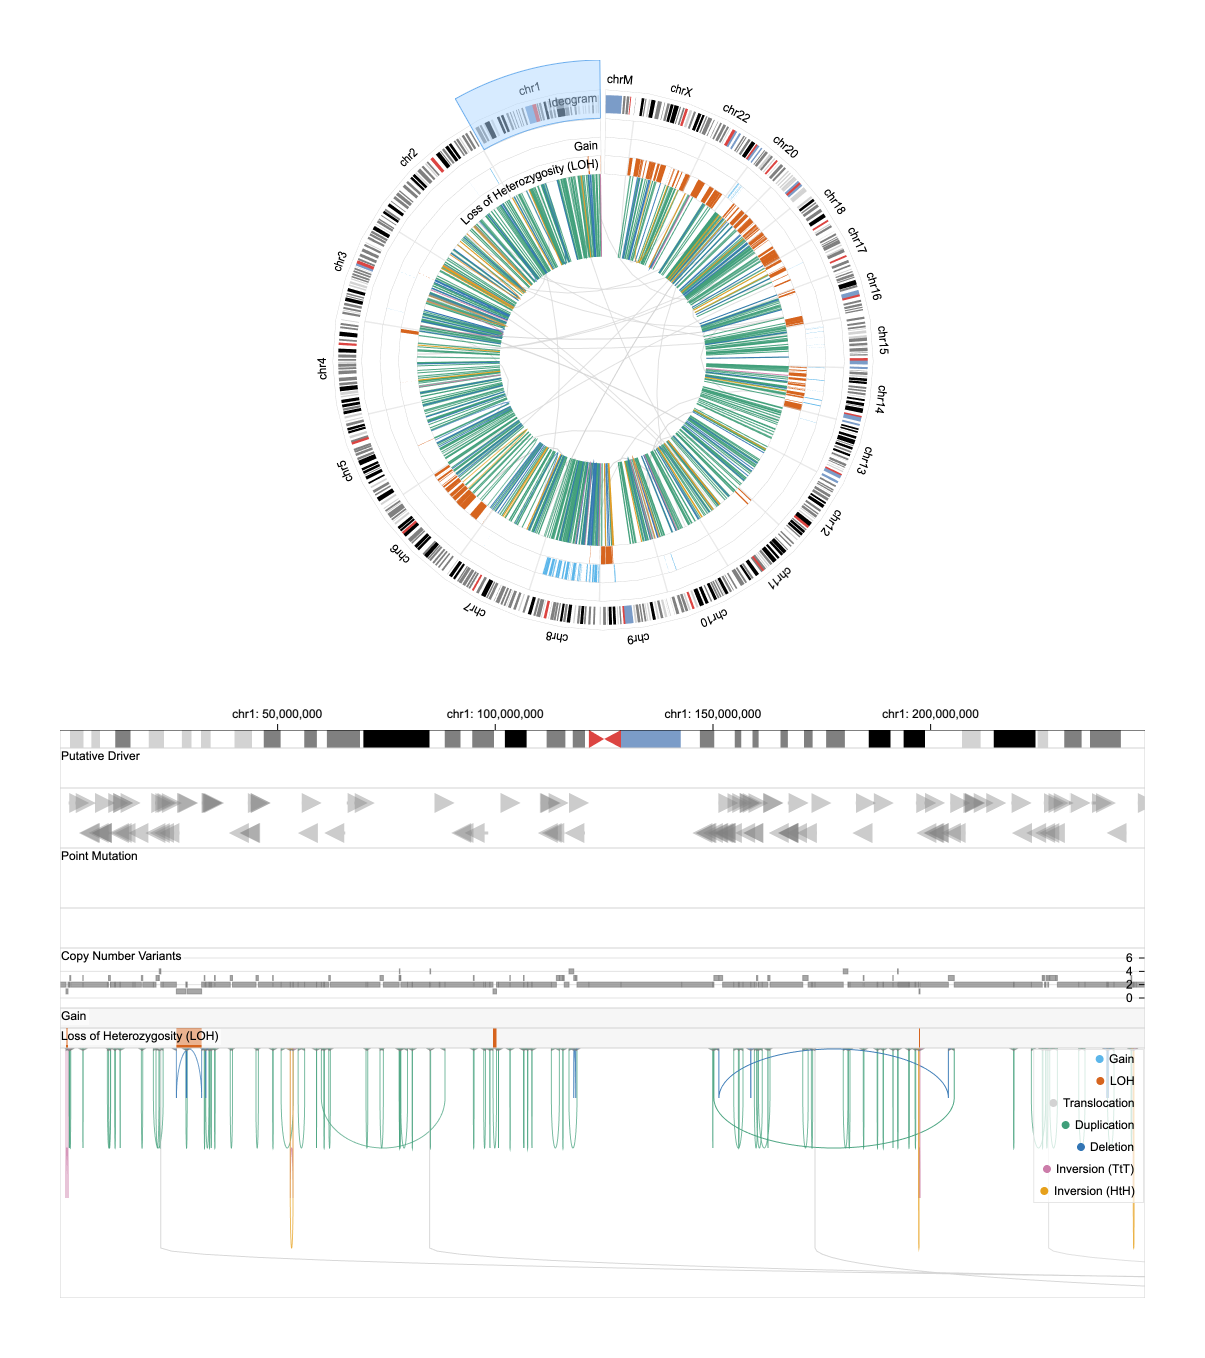 chrM
chrX
chr22
chr20
chr18
chr17
chr16
chr15
chr14
chr13
chr12
chr11
chr10
chr9
chr8
chr7
chr6
chr5
chr4
chr3
chr2
chr1
Ideogram
Gain
Loss of Heterozygosity (LOH)
chr1: 50,000,000
chr1: 100,000,000
chr1: 150,000,000
chr1: 200,000,000
Putative Driver
Point Mutation
Copy Number Variants
6
4
2
0
Gain
Loss of Heterozygosity (LOH)
Gain
LOH
Translocation
Duplication
Deletion
Inversion (TtT)
Inversion (HtH)